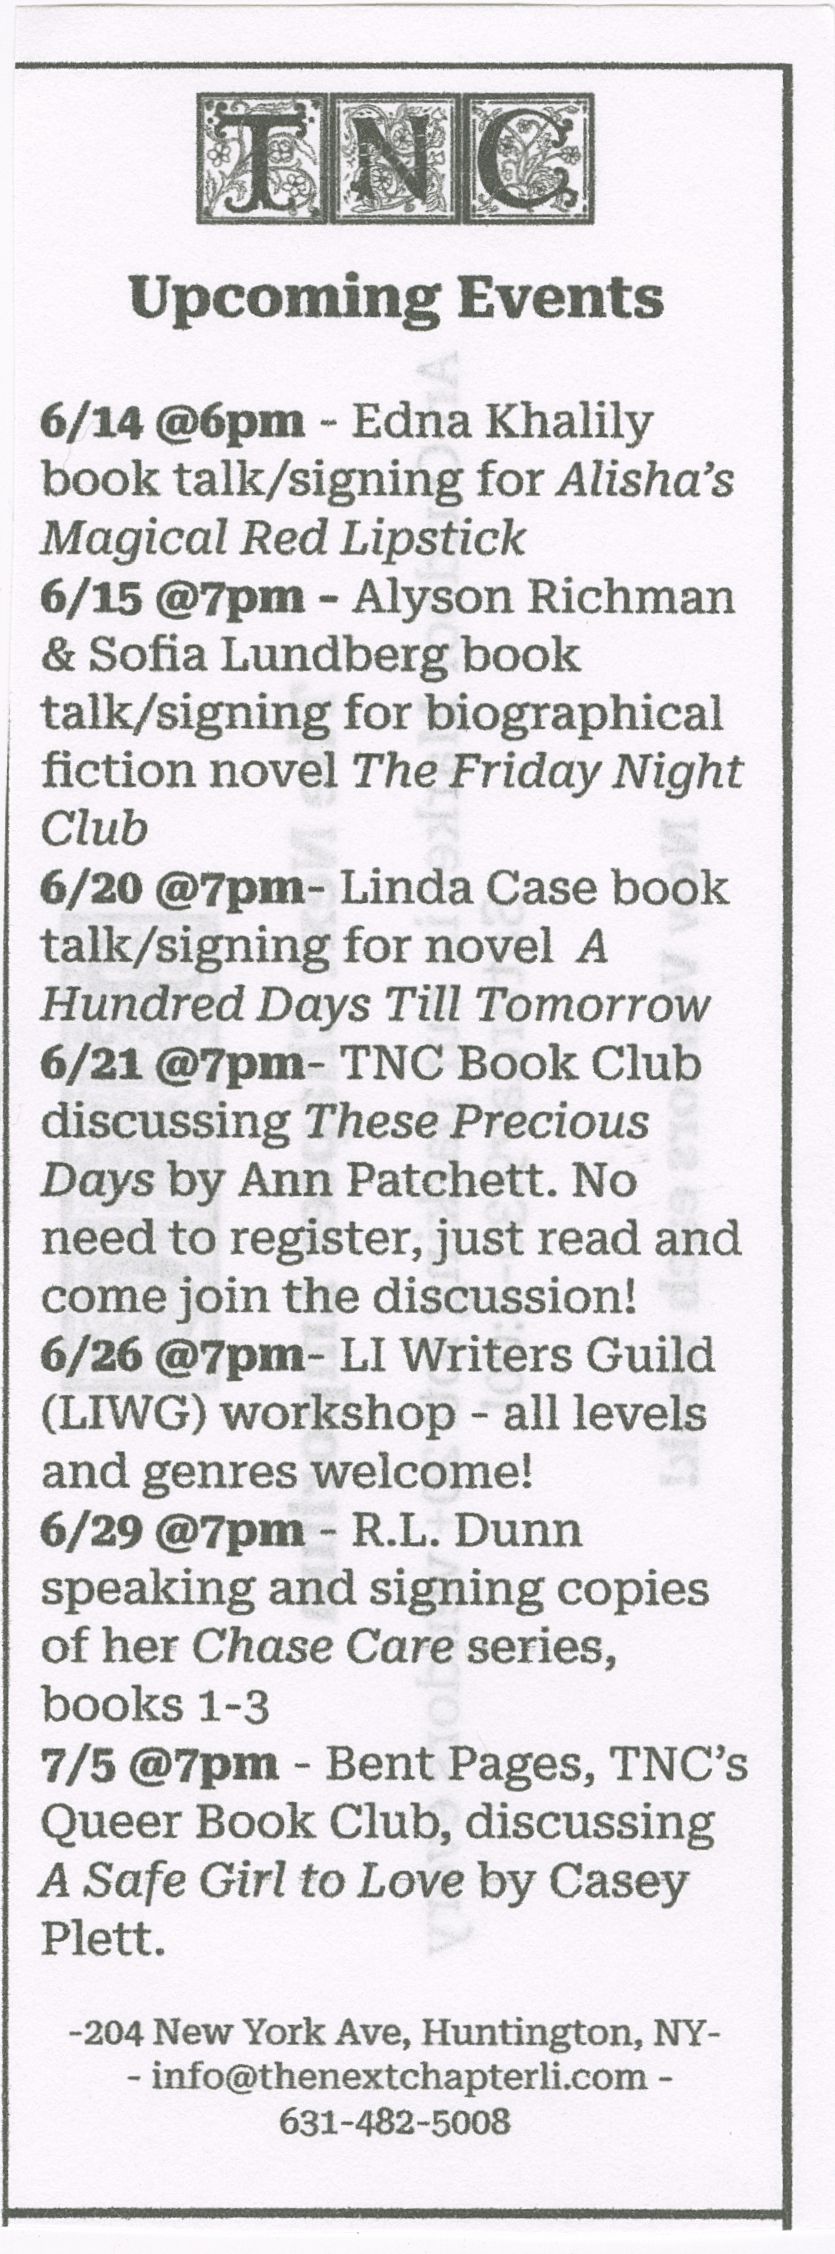 TNC
Upcoming Events
6/14 @6pm - Edna Khalily
book talk/signing for Alisha's
Magical Red Lipstick
6/15 @7pm - Alyson Richman
& Sofia Lundberg book
talk/signing for biographical
fiction novel The Friday Night
Club
6/20 @7pm- Linda Case book
talk/signing for novel A
Hundred Days Till Tomorrow
6/21 @7pm- TNC Book Club
discussing These Precious
Days by Ann Patchett. No
need to register, just read and
come join the discussion!
6/26 @7pm- LI Writers Guild
(LIWG) workshop - all levels
and genres welcome!
6/29 @7pm - R.L. Dunn
speaking and signing copies
of her Chase Care series,
books 1-3
7/5 @7pm - Bent Pages, TNC's
Queer Book Club, discussing
A Safe Girl to Love by Casey
Plett.
-204 New York Ave, Huntington, NY-
- info@thenextchapterli.com -
631-482-5008